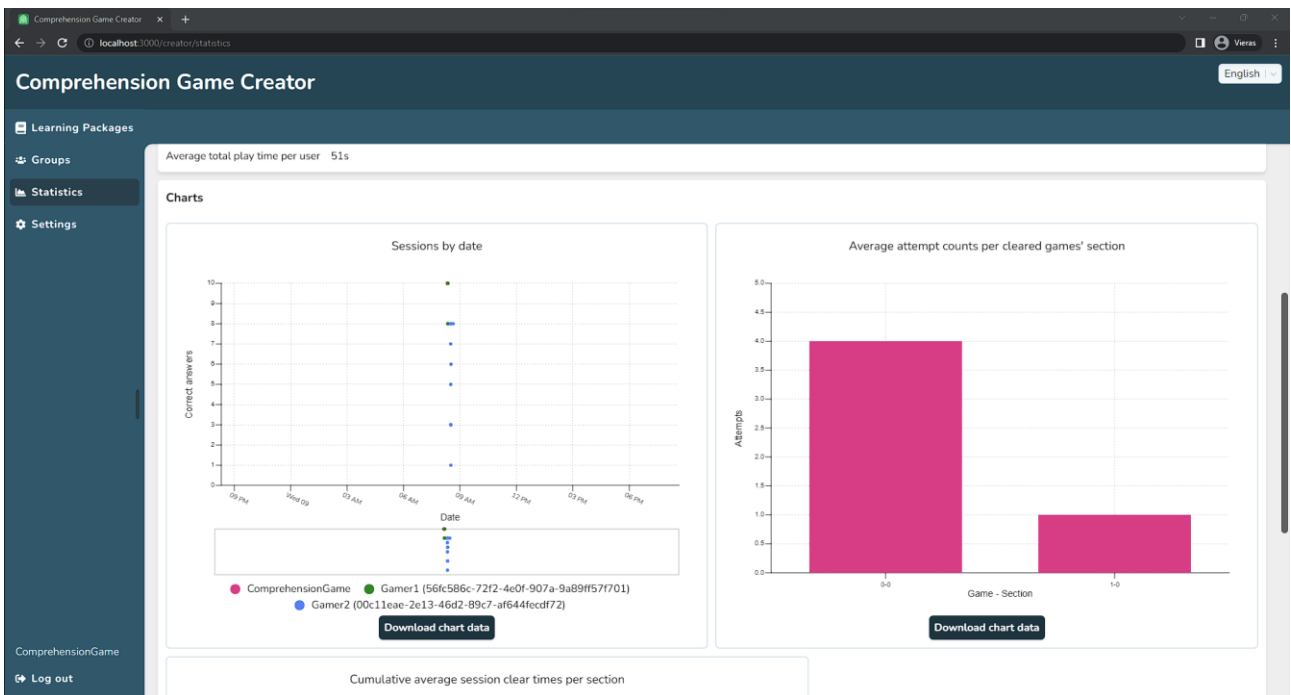 Comprehension Game Creator
localhost:3000/creator/statistics
Vieras
Comprehension Game Creator
English
Learning Packages
Groups
Statistics
Settings
Average total play time per user 51s
Charts
Sessions by date
Correct answers
10
9
8
7
6
5
4
3
2
1
0
09 PM
Wed 09
03 AM
06 AM
09 AM
12 PM
03 PM
06 PM
Date
ComprehensionGame
Gamer1 (56fc586c-72f2-4e0f-907a-9a89ff57f701)
Gamer2 (00c11eae-2e13-46d2-89c7-af644fecdf72)
Download chart data
Average attempt counts per cleared games' section
Attempts
5.0
4.5
4.0
3.5
3.0
2.5
2.0
1.5
1.0
0.5
0.0
0-0
1-0
Game - Section
Download chart data
Cumulative average session clear times per section
ComprehensionGame
Log out